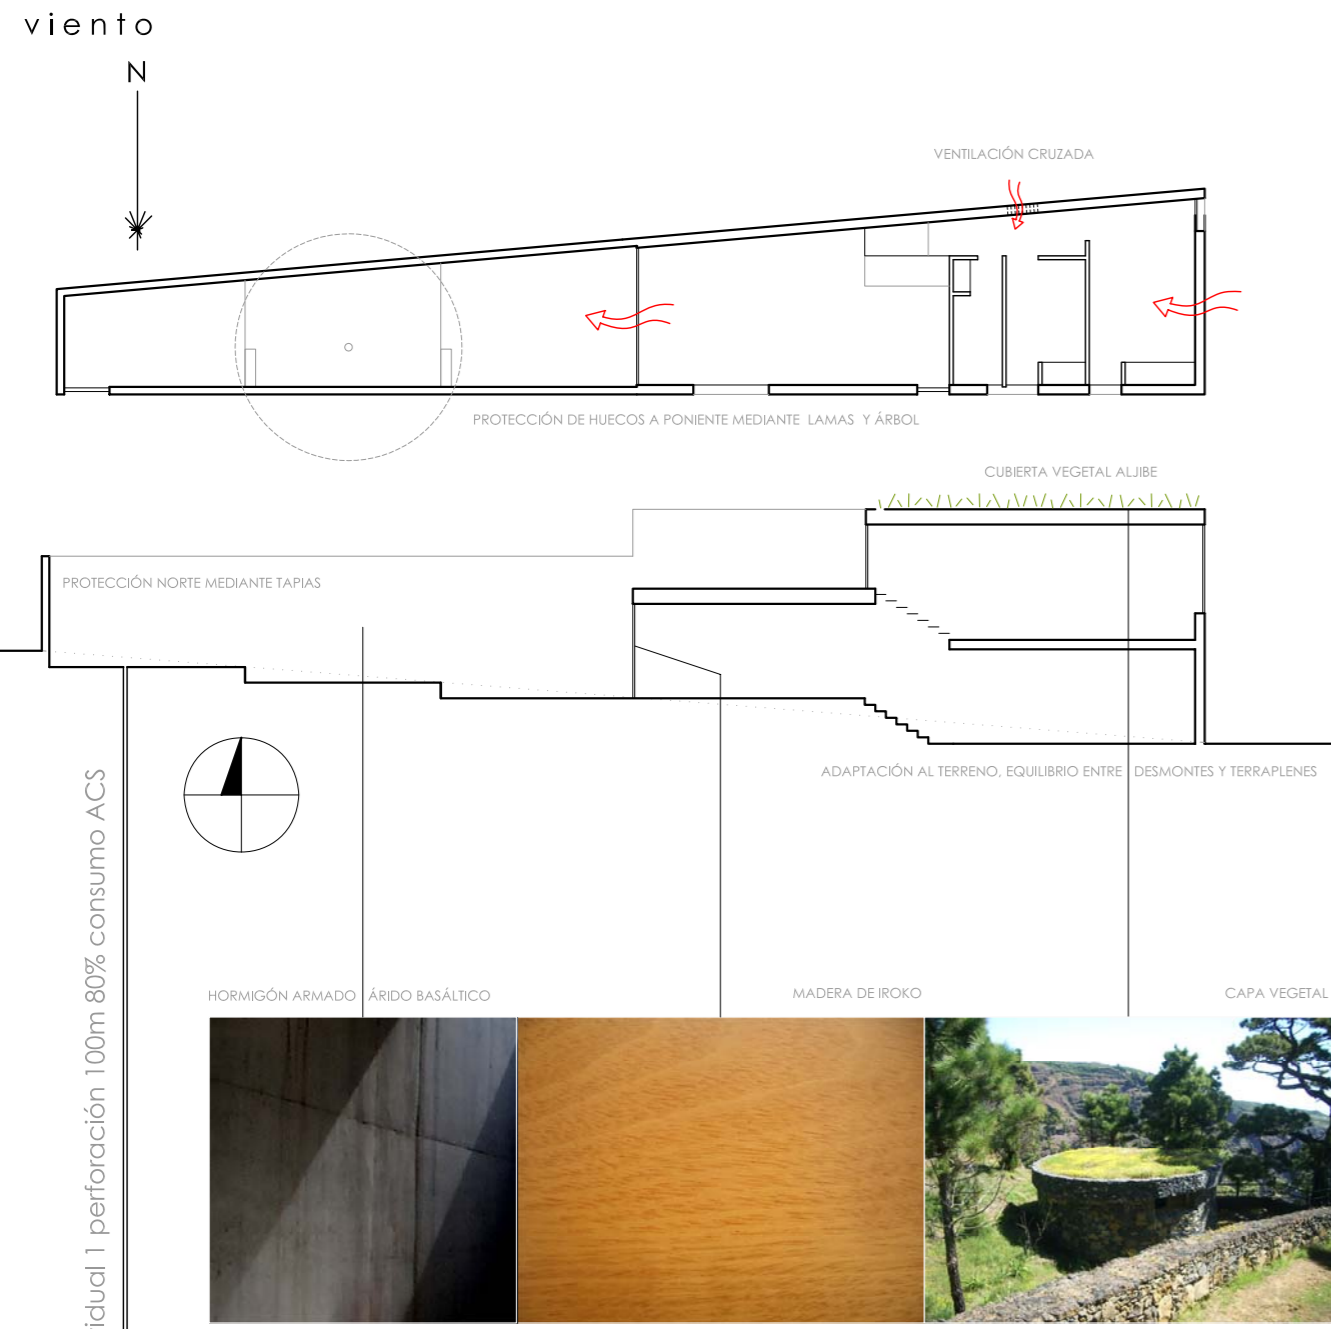 viento
N
VENTILACIÓN CRUZADA
PROTECCIÓN DE HUECOS A PONIENTE MEDIANTE LAMAS Y ÁRBOL
CUBIERTA VEGETAL ALJIBE
PROTECCIÓN NORTE MEDIANTE TAPIAS
ADAPTACIÓN AL TERRENO, EQUILIBRIO ENTRE DESMONTES Y TERRAPLENES
1 perforación 100m 80% consumo ACS
HORMIGÓN ARMADO ÁRIDO BASÁLTICO
MADERA DE IROKO
CAPA VEGETAL